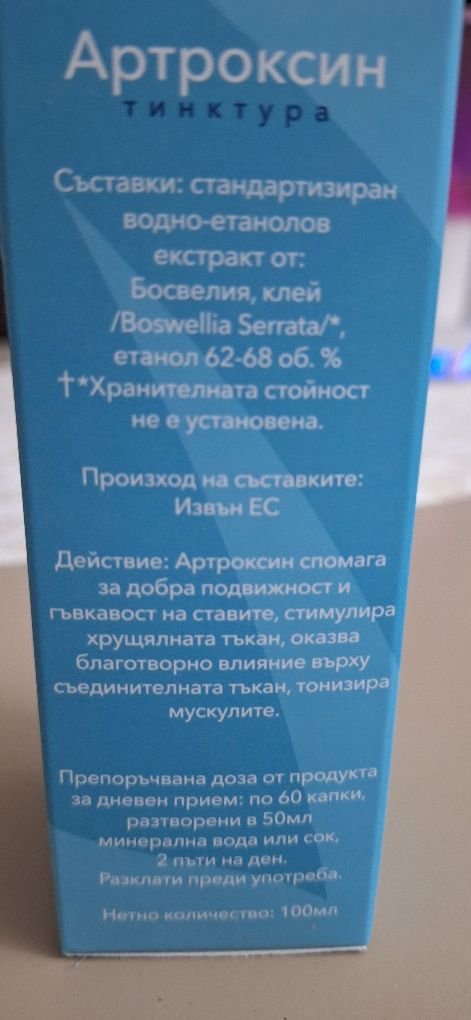 Артроксин
тинктура
Съставки: стандартизиран
водно-етанолов
екстракт от:
Босвелия, клей
/Boswellia Serrata/*,
етанол 62-68 об. %
†*Хранителната стойност
не е установена.
Произход на съставките:
Извън ЕС
Действие: Артроксин спомага
за добра подвижност и
гъвкавост на ставите, стимулира
хрущялната тъкан, оказва
благотворно влияние върху
съединителната тъкан, тонизира
мускулите.
Препоръчвана доза от продукта
за дневен прием: по 60 капки,
разтворени в 50мл
минерална вода или сок,
2 пъти на ден.
Разклати преди употреба.
Нетно количество: 100мл